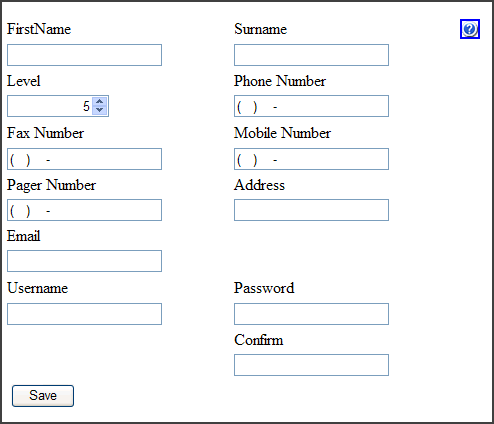 FirstName Surname ?
Level Phone Number
5 ( ) -
Fax Number Mobile Number
( ) - ( ) -
Pager Number Address
( ) -
Email
Username Password
Confirm
Save